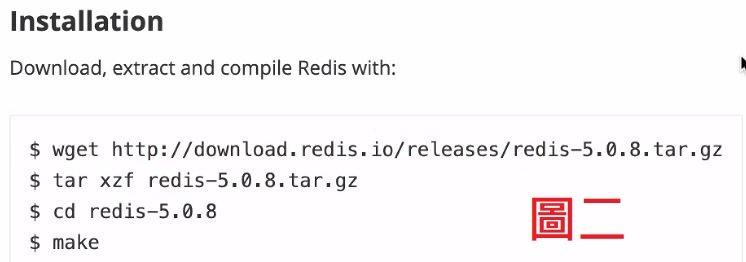 Installation
Download, extract and compile Redis with:
$ wget http://download.redis.io/releases/redis-5.0.8.tar.gz
$ tar xzf redis-5.0.8.tar.gz
$ cd redis-5.0.8
$ make
圖二